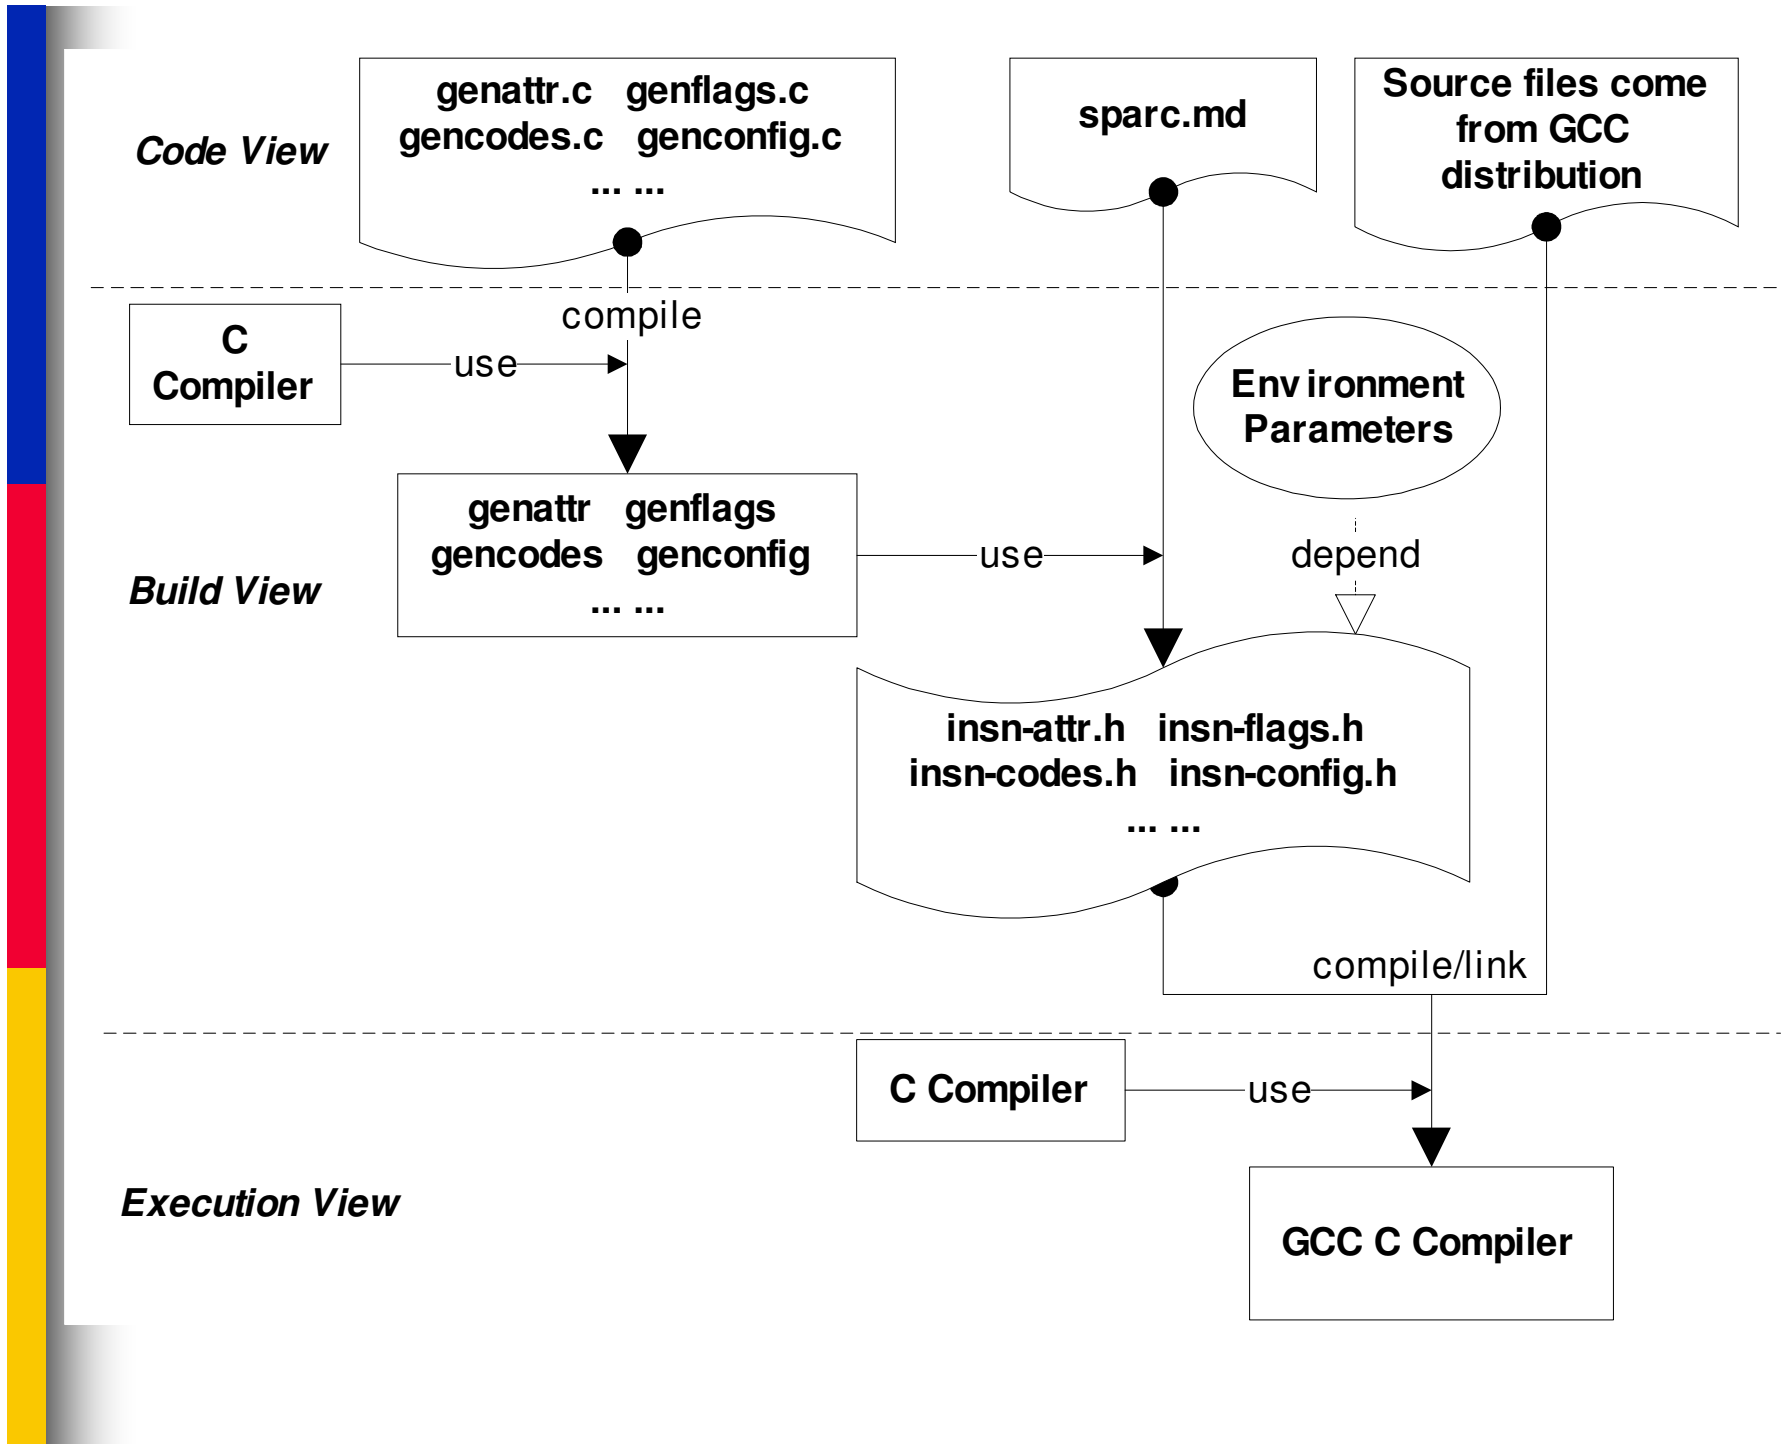 Code View
genattr.c genflags.c
gencodes.c genconfig.c
... ...
sparc.md
Source files come
from GCC
distribution
C
Compiler
use
compile
Environment
Parameters
Build View
genattr genflags
gencodes genconfig
... ...
use
depend
insn-attr.h insn-flags.h
insn-codes.h insn-config.h
... ...
compile/link
Execution View
C Compiler
use
GCC C Compiler